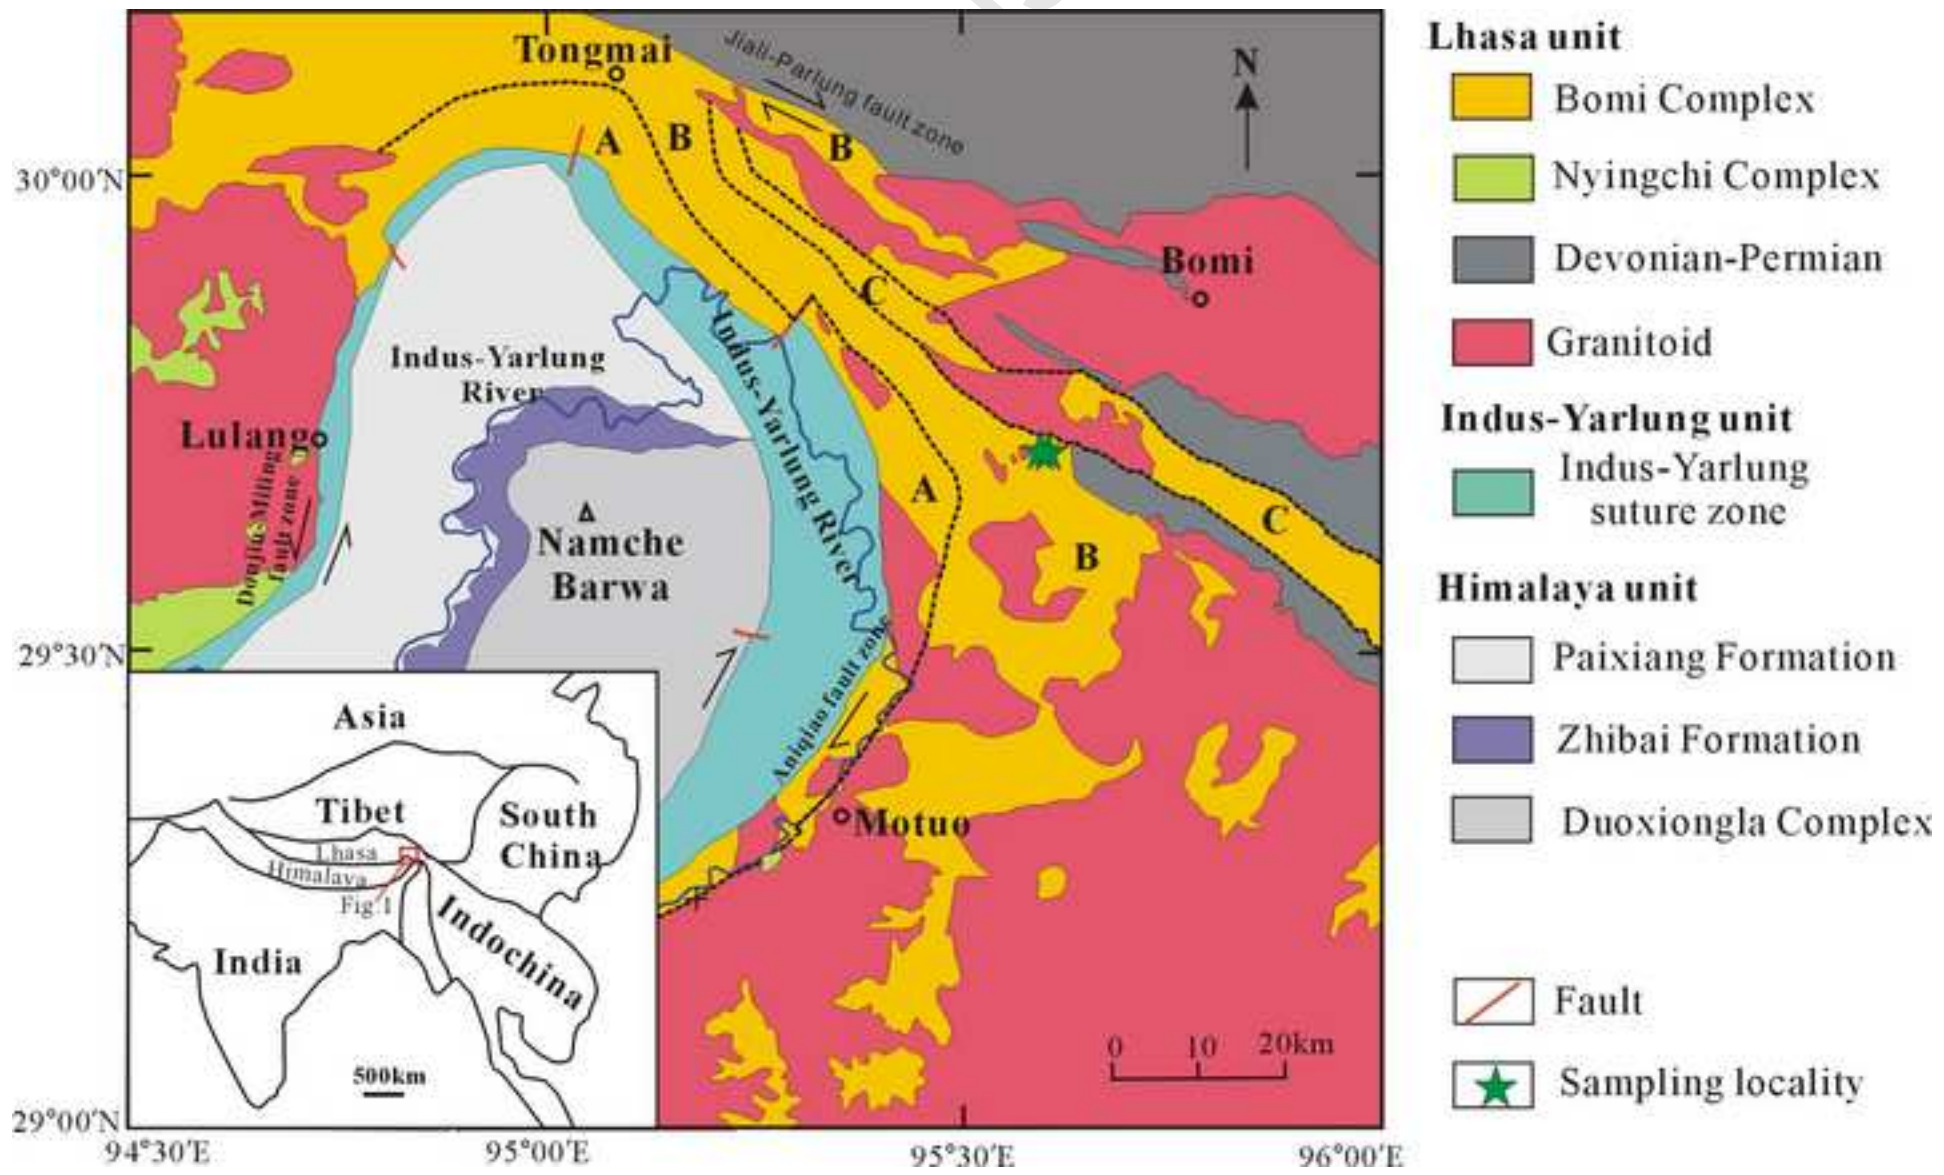 Tongmai
Jiali-Parlung fault zone
N
A
B
B
30°00′N
Bomi
C
Indus-Yarlung
River
Indus-Yarlung River
Lulang
Namche
Barwa
A
B
C
fault zone
29°30′N
Aniqiao fault zone
Motuo
0 10 20km
29°00′N
94°30′E
95°00′E
95°30′E
96°00′E
Asia
Tibet
South
China
Lhasa
Himalaya
Fig.1
Indochina
India
500km
Lhasa unit
Bomi Complex
Nyingchi Complex
Devonian-Permian
Granitoid
Indus-Yarlung unit
Indus-Yarlung
suture zone
Himalaya unit
Paixiang Formation
Zhibai Formation
Duoxiongla Complex
Fault
Sampling locality